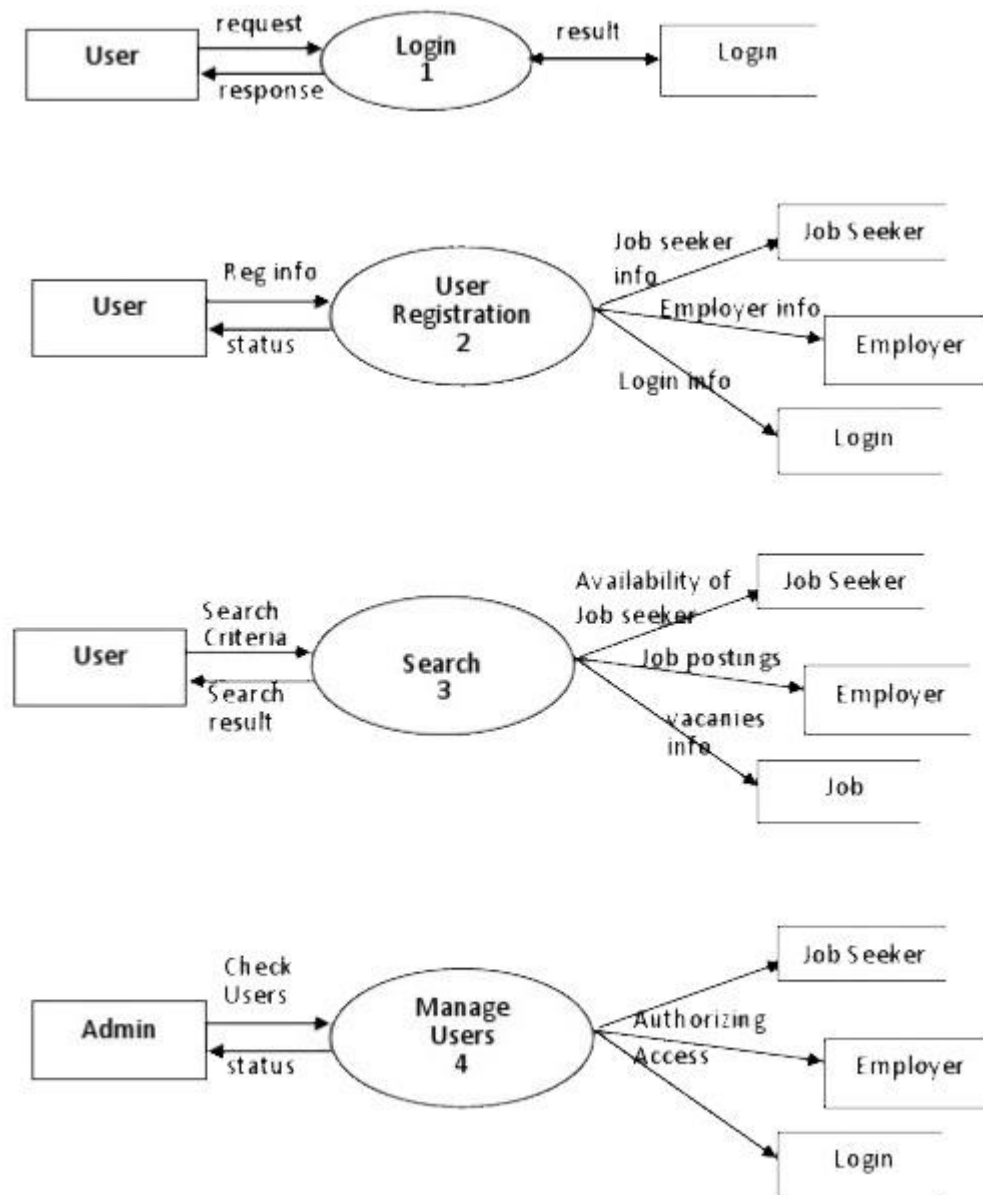 request
User
Login
1
result
Login
response
Reg info
User
User
Registration
2
status
Job seeker
info
Job Seeker
Employer info
Employer
Login info
Login
Search
Criteria
User
Search
3
Search
result
Availability of
Job seeker
Job Seeker
Job postings
Employer
vacanies
info
Job
Check
Users
Admin
Manage
Users
4
status
Job Seeker
Authorizing
Access
Employer
Login